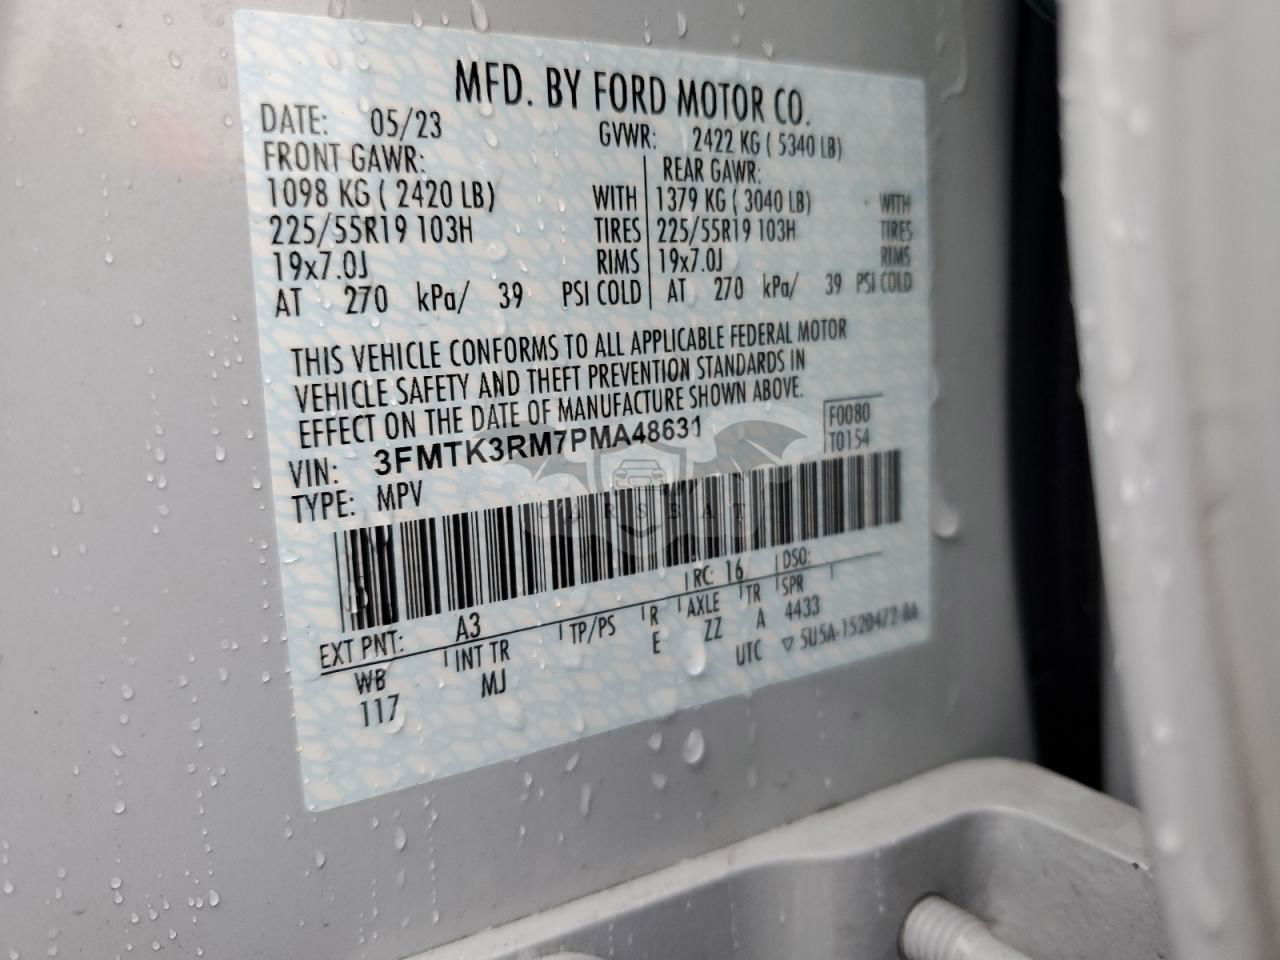 MFD. BY FORD MOTOR CO.
DATE: 05/23 GVWR: 2422 KG ( 5340 LB)
FRONT GAWR: REAR GAWR:
1098 KG ( 2420 LB) WITH 1379 KG ( 3040 LB) WITH
225/55R19 103H TIRES 225/55R19 103H TIRES
19x7.0J RIMS 19x7.0J RIMS
AT 270 kPa/ 39 PSI COLD AT 270 kPa/ 39 PSI COLD
THIS VEHICLE CONFORMS TO ALL APPLICABLE FEDERAL MOTOR
VEHICLE SAFETY AND THEFT PREVENTION STANDARDS IN
EFFECT ON THE DATE OF MANUFACTURE SHOWN ABOVE.
VIN: 3FMTK3RM7PMA48631 F0080
TYPE: MPV T0154
CARSBAT
EXT PNT: A3 RC: 16 DSO:
WB INT TR TP/PS R AXLE TR SPR
117 MJ E ZZ A 4433
UTC ▽ 5U5A-1520472-BA